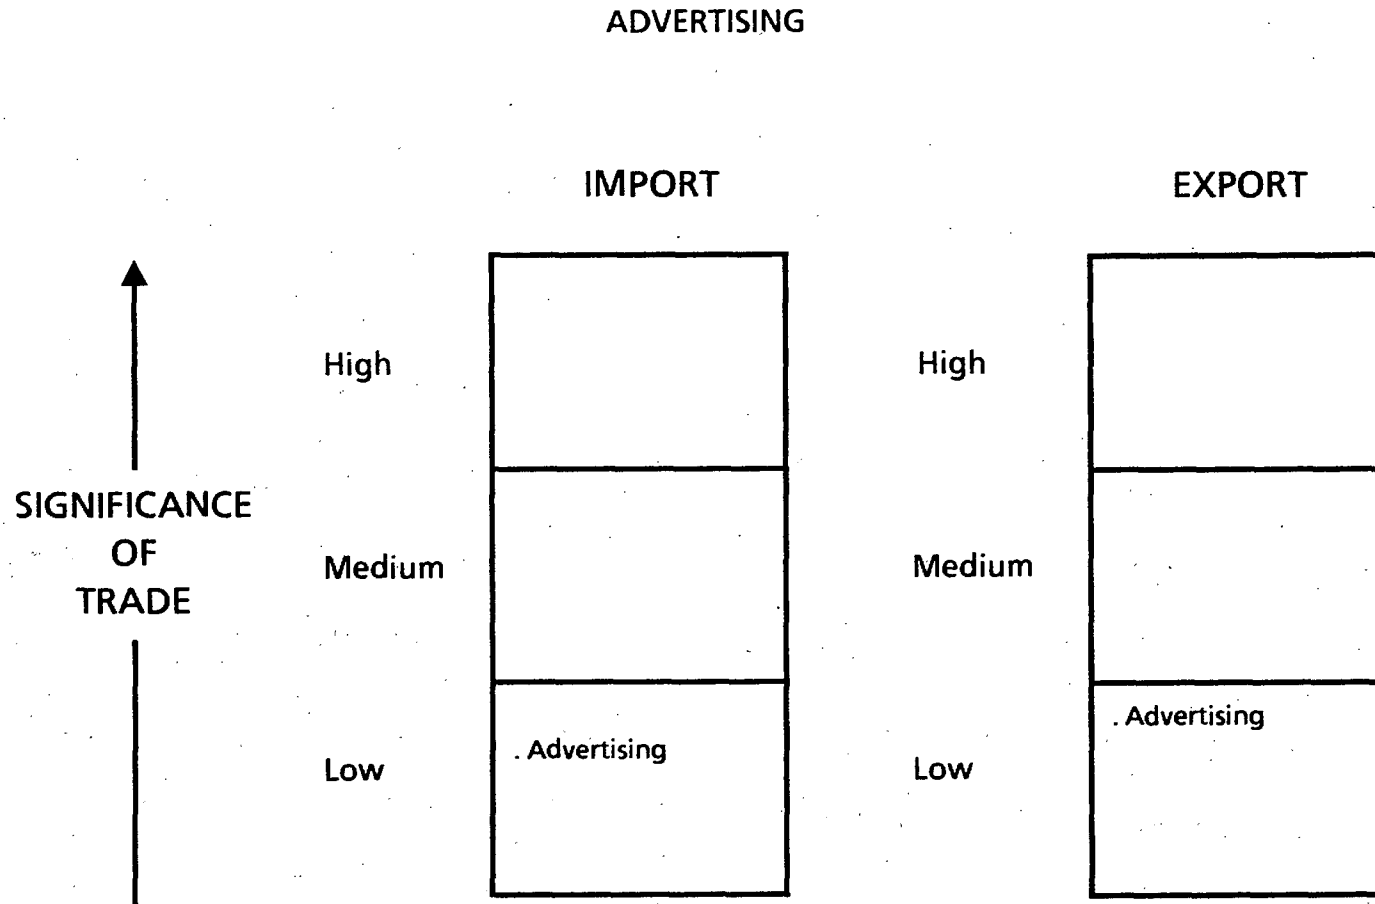 ADVERTISING
IMPORT
EXPORT
High
High
SIGNIFICANCE
OF
TRADE
Medium
Medium
. Advertising
. Advertising
Low
Low